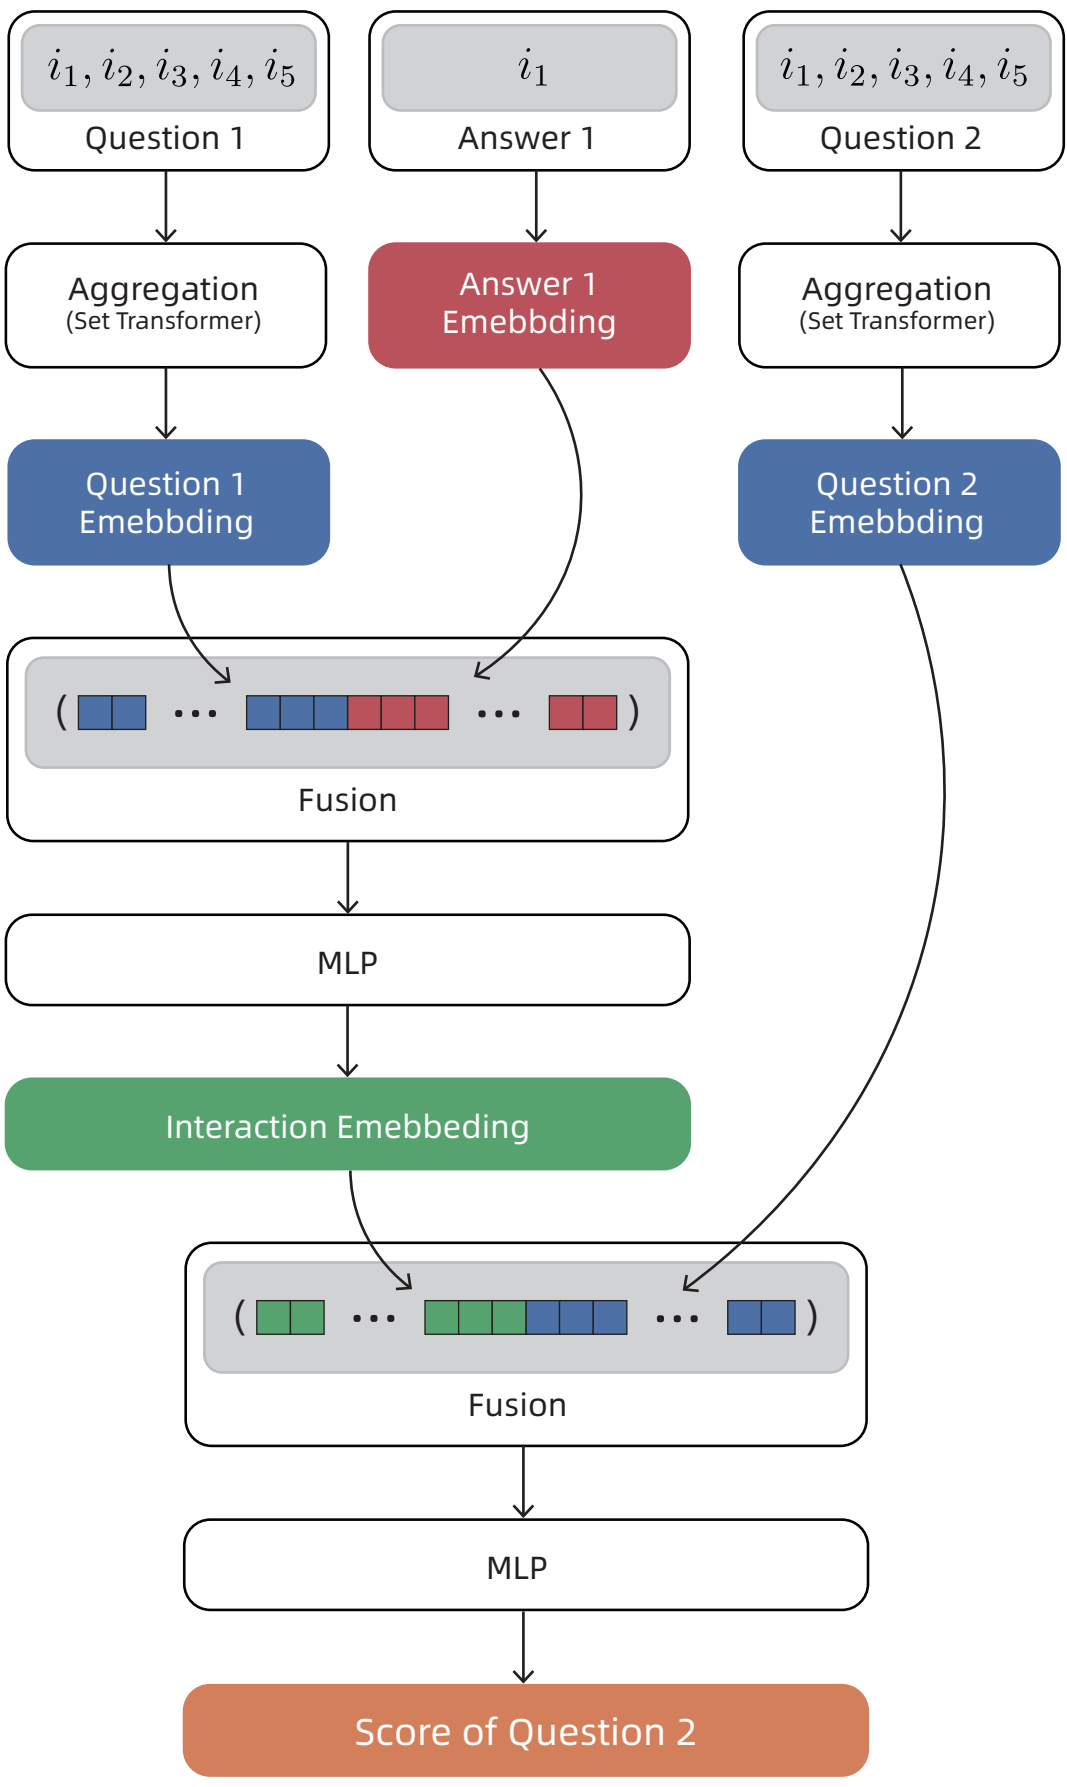 i1, i2, i3, i4, i5
Question 1
i1
Answer 1
i1, i2, i3, i4, i5
Question 2
Aggregation
(Set Transformer)
Answer 1
Emebbding
Aggregation
(Set Transformer)
Question 1
Emebbding
Question 2
Emebbding
( ... ... )
Fusion
MLP
Interaction Emebbeding
( ... ... )
Fusion
MLP
Score of Question 2